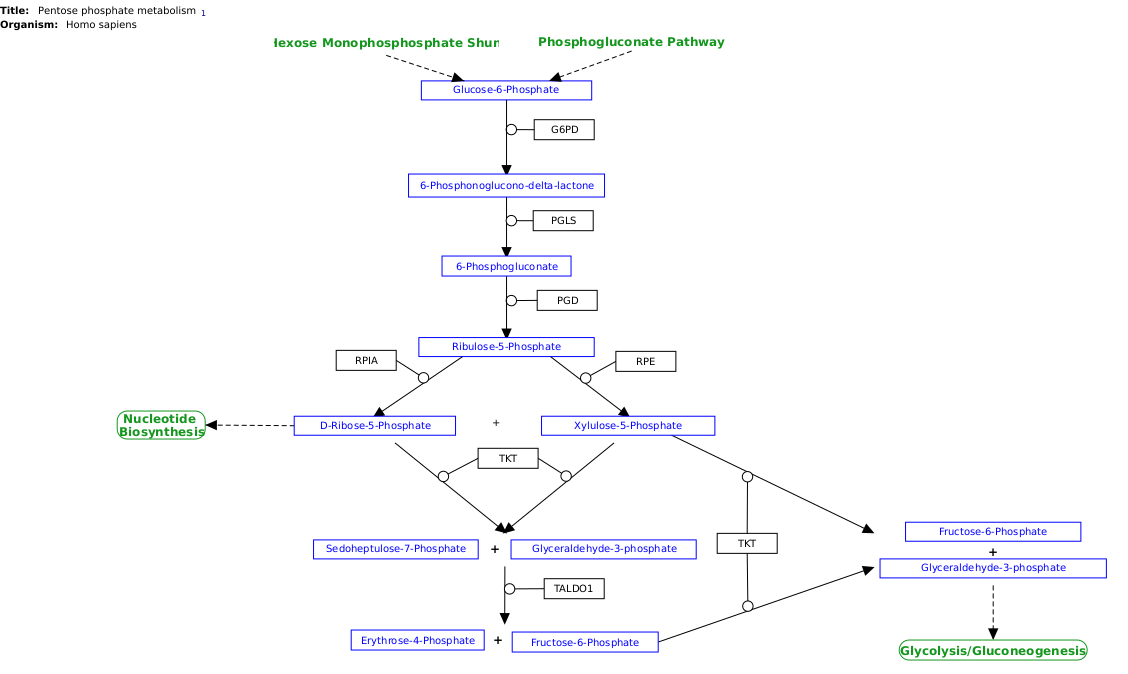 Title: Pentose phosphate metabolism 1
Organism: Homo sapiens
Hexose Monophosphosphate Shun
Phosphogluconate Pathway
Glucose-6-Phosphate
G6PD
6-Phosphonoglucono-delta-lactone
PGLS
6-Phosphogluconate
PGD
Ribulose-5-Phosphate
RPIA
RPE
Nucleotide
Biosynthesis
D-Ribose-5-Phosphate
+
Xylulose-5-Phosphate
TKT
Sedoheptulose-7-Phosphate
+
Glyceraldehyde-3-phosphate
TKT
Fructose-6-Phosphate
+
Glyceraldehyde-3-phosphate
TALDO1
Erythrose-4-Phosphate
+
Fructose-6-Phosphate
Glycolysis/Gluconeogenesis